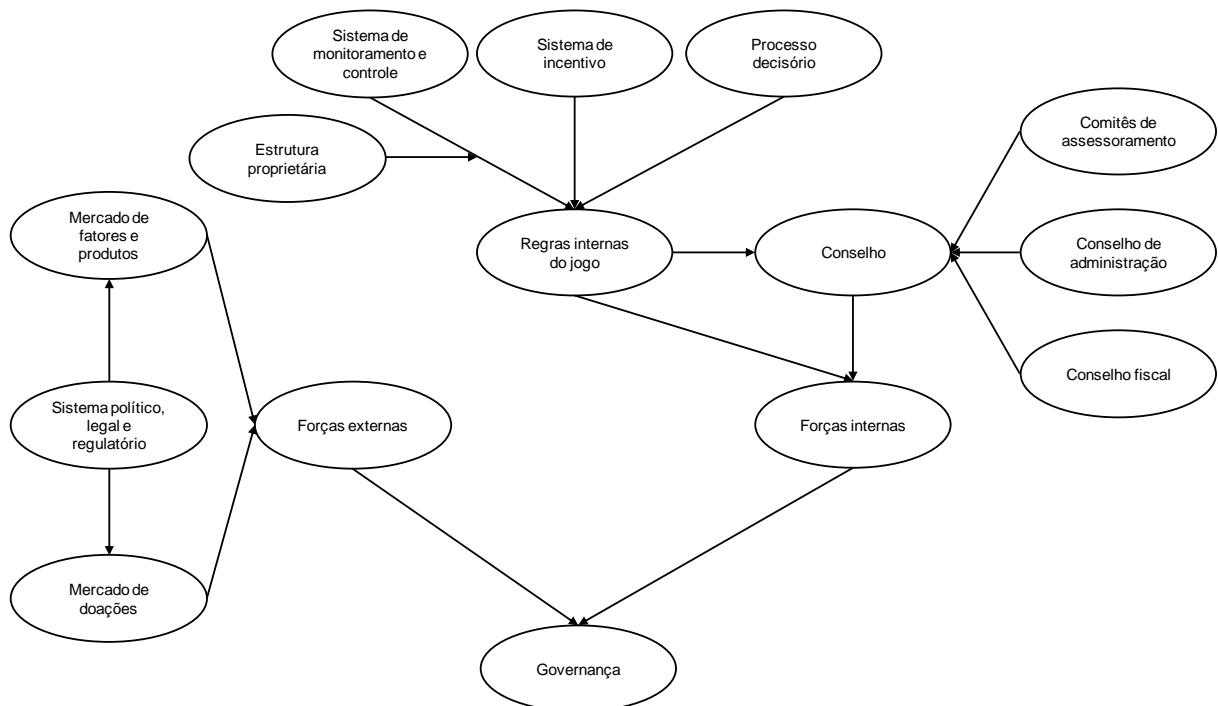 Sistema de
monitoramento e
controle
Sistema de
incentivo
Processo
decisório
Comitês de
assessoramento
Estrutura
proprietária
Mercado de
fatores e
produtos
Regras internas
do jogo
Conselho
Conselho de
administração
Conselho fiscal
Sistema político,
legal e
regulatório
Forças externas
Forças internas
Mercado de
doações
Governança